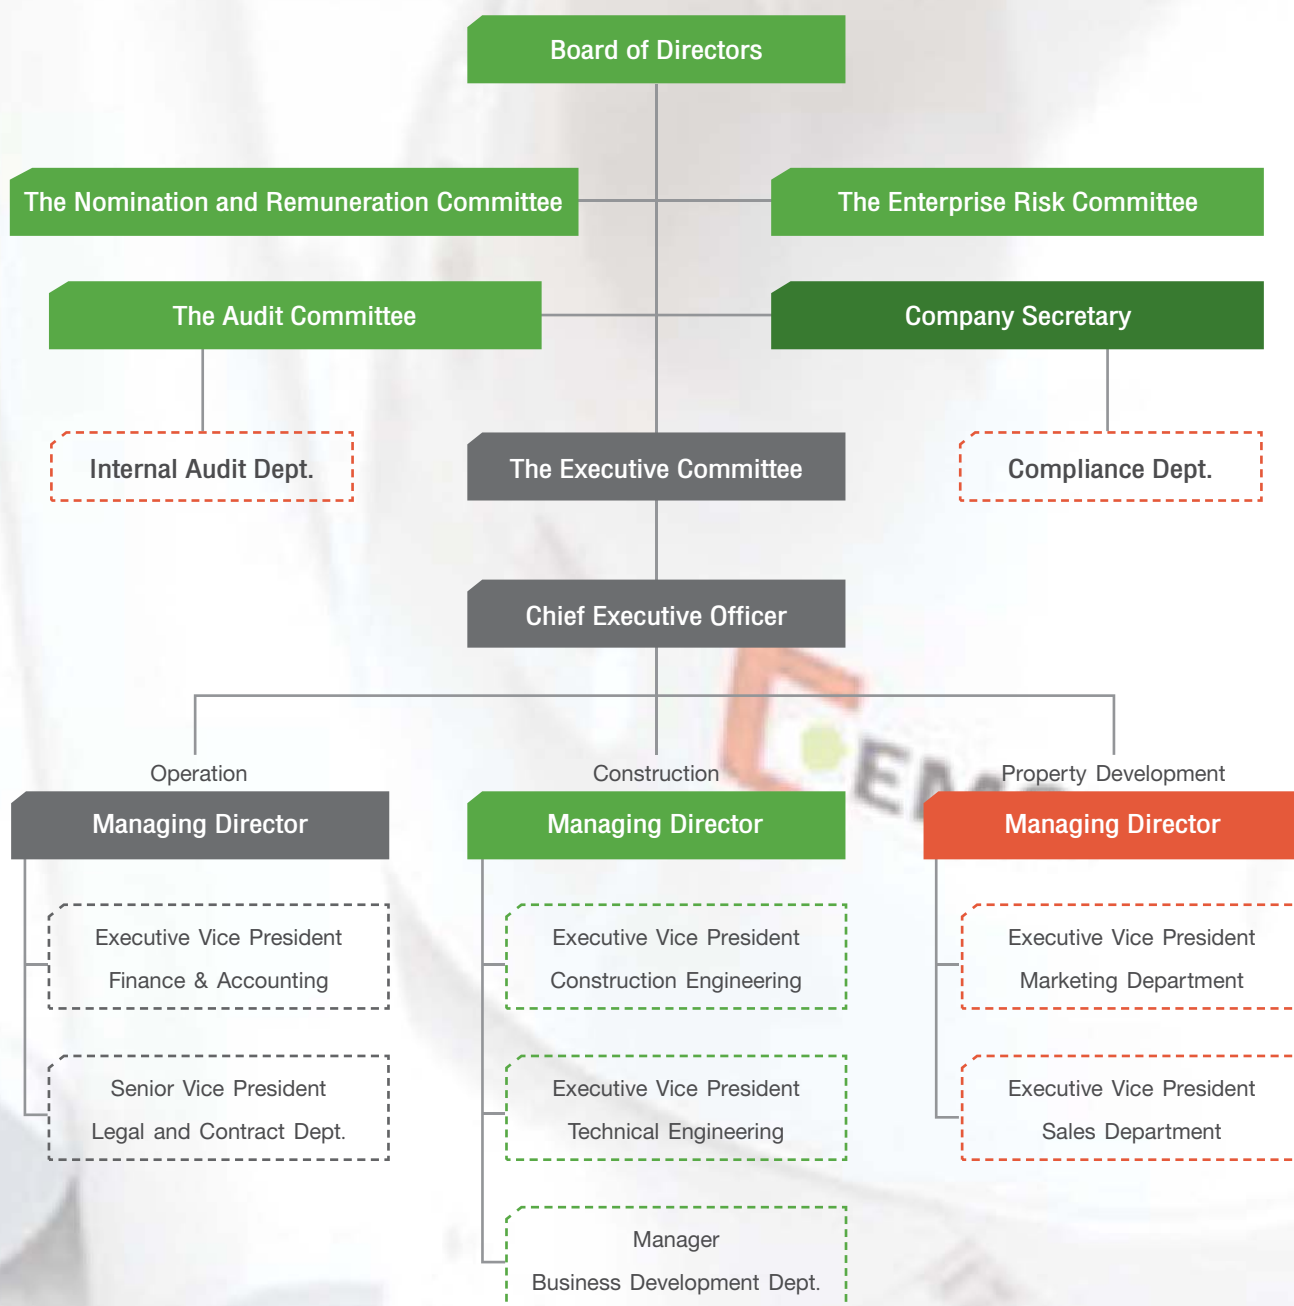 Board of Directors
The Nomination and Remuneration Committee
The Enterprise Risk Committee
The Audit Committee
Company Secretary
Internal Audit Dept.
The Executive Committee
Compliance Dept.
Chief Executive Officer
Operation
Construction
Property Development
Managing Director
Managing Director
Managing Director
Executive Vice President
Finance & Accounting
Executive Vice President
Construction Engineering
Executive Vice President
Marketing Department
Senior Vice President
Legal and Contract Dept.
Executive Vice President
Technical Engineering
Executive Vice President
Sales Department
Manager
Business Development Dept.